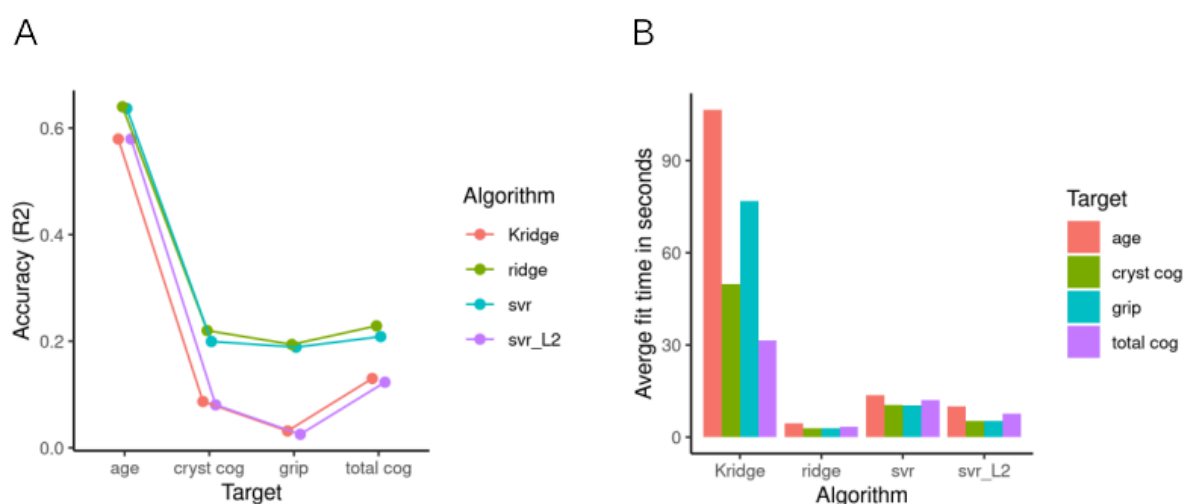 A
Accuracy (R2)
0.6
0.4
0.2
0.0
age cryst cog grip total cog
Target
Algorithm
Kridge
ridge
svr
svr_L2
B
Averge fit time in seconds
90
60
30
0
Kridge ridge svr svr_L2
Algorithm
Target
age
cryst cog
grip
total cog